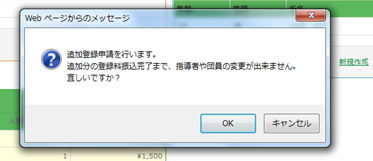 Web ページからのメッセージ
追加登録申請を行います。
追加分の登録料振込完了まで、指導者や団員の変更が出来ません。
宜しいですか？
OK
キャンセル
新規作成
1
¥1,500